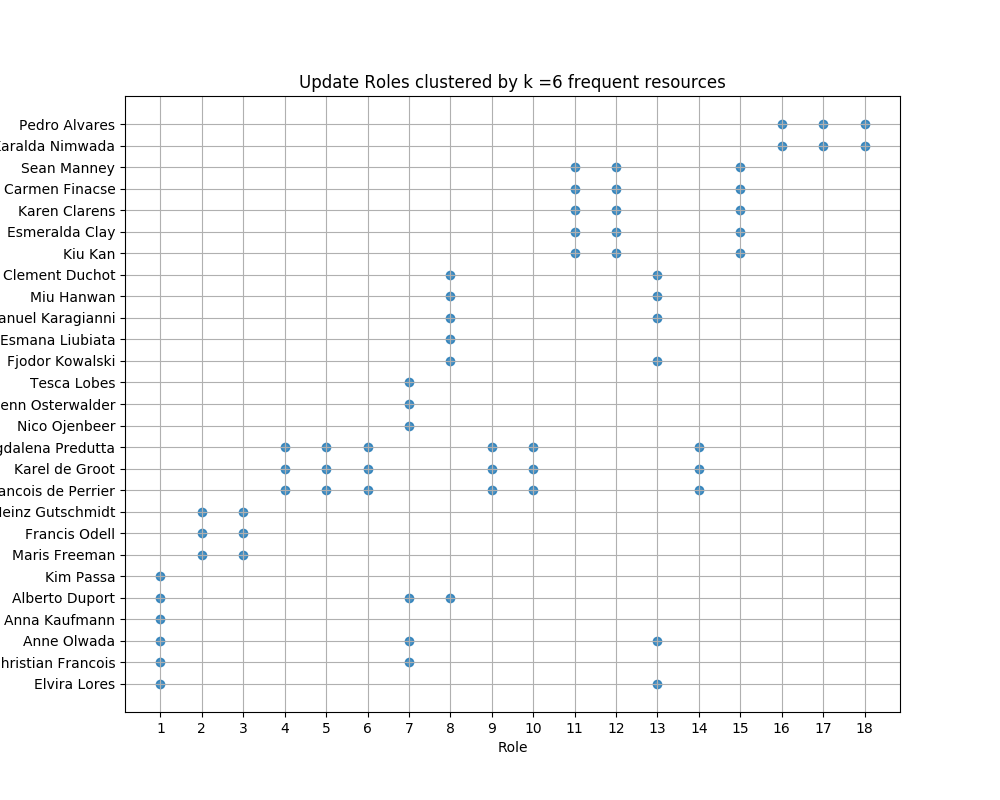 Update Roles clustered by k =6 frequent resources
Pedro Alvares
aralda Nimwada
Sean Manney
Carmen Finacse
Karen Clarens
Esmeralda Clay
Kiu Kan
Clement Duchot
Miu Hanwan
anuel Karagianni
Esmana Liubiata
Fjodor Kowalski
Tesca Lobes
enn Osterwalder
Nico Ojenbeer
gdalena Predutta
Karel de Groot
ancois de Perrier
Heinz Gutschmidt
Francis Odell
Maris Freeman
Kim Passa
Alberto Duport
Anna Kaufmann
Anne Olwada
hristian Francois
Elvira Lores
1 2 3 4 5 6 7 8 9 10 11 12 13 14 15 16 17 18
Role